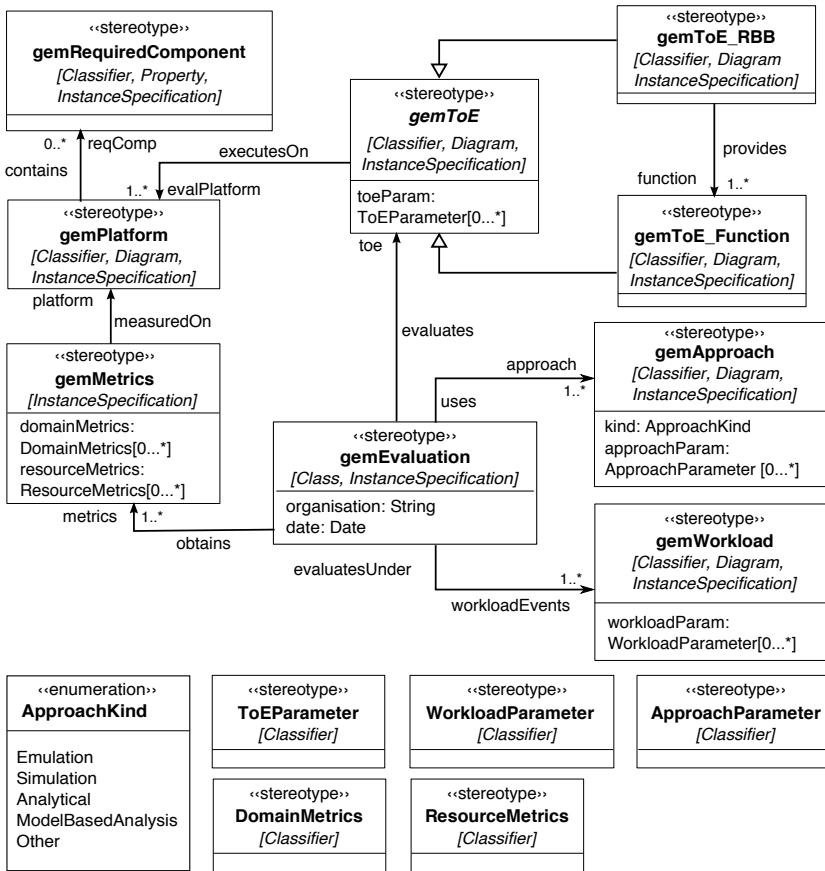 ‹‹stereotype››
gemRequiredComponent
[Classifier, Property,
InstanceSpecification]
0..*
reqComp
contains
executesOn
1..*
evalPlatform
‹‹stereotype››
gemToE
[Classifier, Diagram,
InstanceSpecification]
toeParam:
ToEParameter[0...*]
toe
‹‹stereotype››
gemToE_RBB
[Classifier, Diagram
InstanceSpecification]
provides
function
1..*
‹‹stereotype››
gemToE_Function
[Classifier, Diagram,
InstanceSpecification]
‹‹stereotype››
gemPlatform
[Classifier, Diagram,
InstanceSpecification]
platform
measuredOn
evaluates
‹‹stereotype››
gemMetrics
[InstanceSpecification]
domainMetrics:
DomainMetrics[0...*]
resourceMetrics:
ResourceMetrics[0...*]
metrics
1..*
obtains
approach
1..*
uses
‹‹stereotype››
gemApproach
[Classifier, Diagram,
InstanceSpecification]
kind: ApproachKind
approachParam:
ApproachParameter [0...*]
‹‹stereotype››
gemEvaluation
[Class, InstanceSpecification]
organisation: String
date: Date
evaluatesUnder
1..*
workloadEvents
‹‹stereotype››
gemWorkload
[Classifier, Diagram,
InstanceSpecification]
workloadParam:
WorkloadParameter[0...*]
‹‹enumeration››
ApproachKind
Emulation
Simulation
Analytical
ModelBasedAnalysis
Other
‹‹stereotype››
ToEParameter
[Classifier]
‹‹stereotype››
WorkloadParameter
[Classifier]
‹‹stereotype››
ApproachParameter
[Classifier]
‹‹stereotype››
DomainMetrics
[Classifier]
‹‹stereotype››
ResourceMetrics
[Classifier]